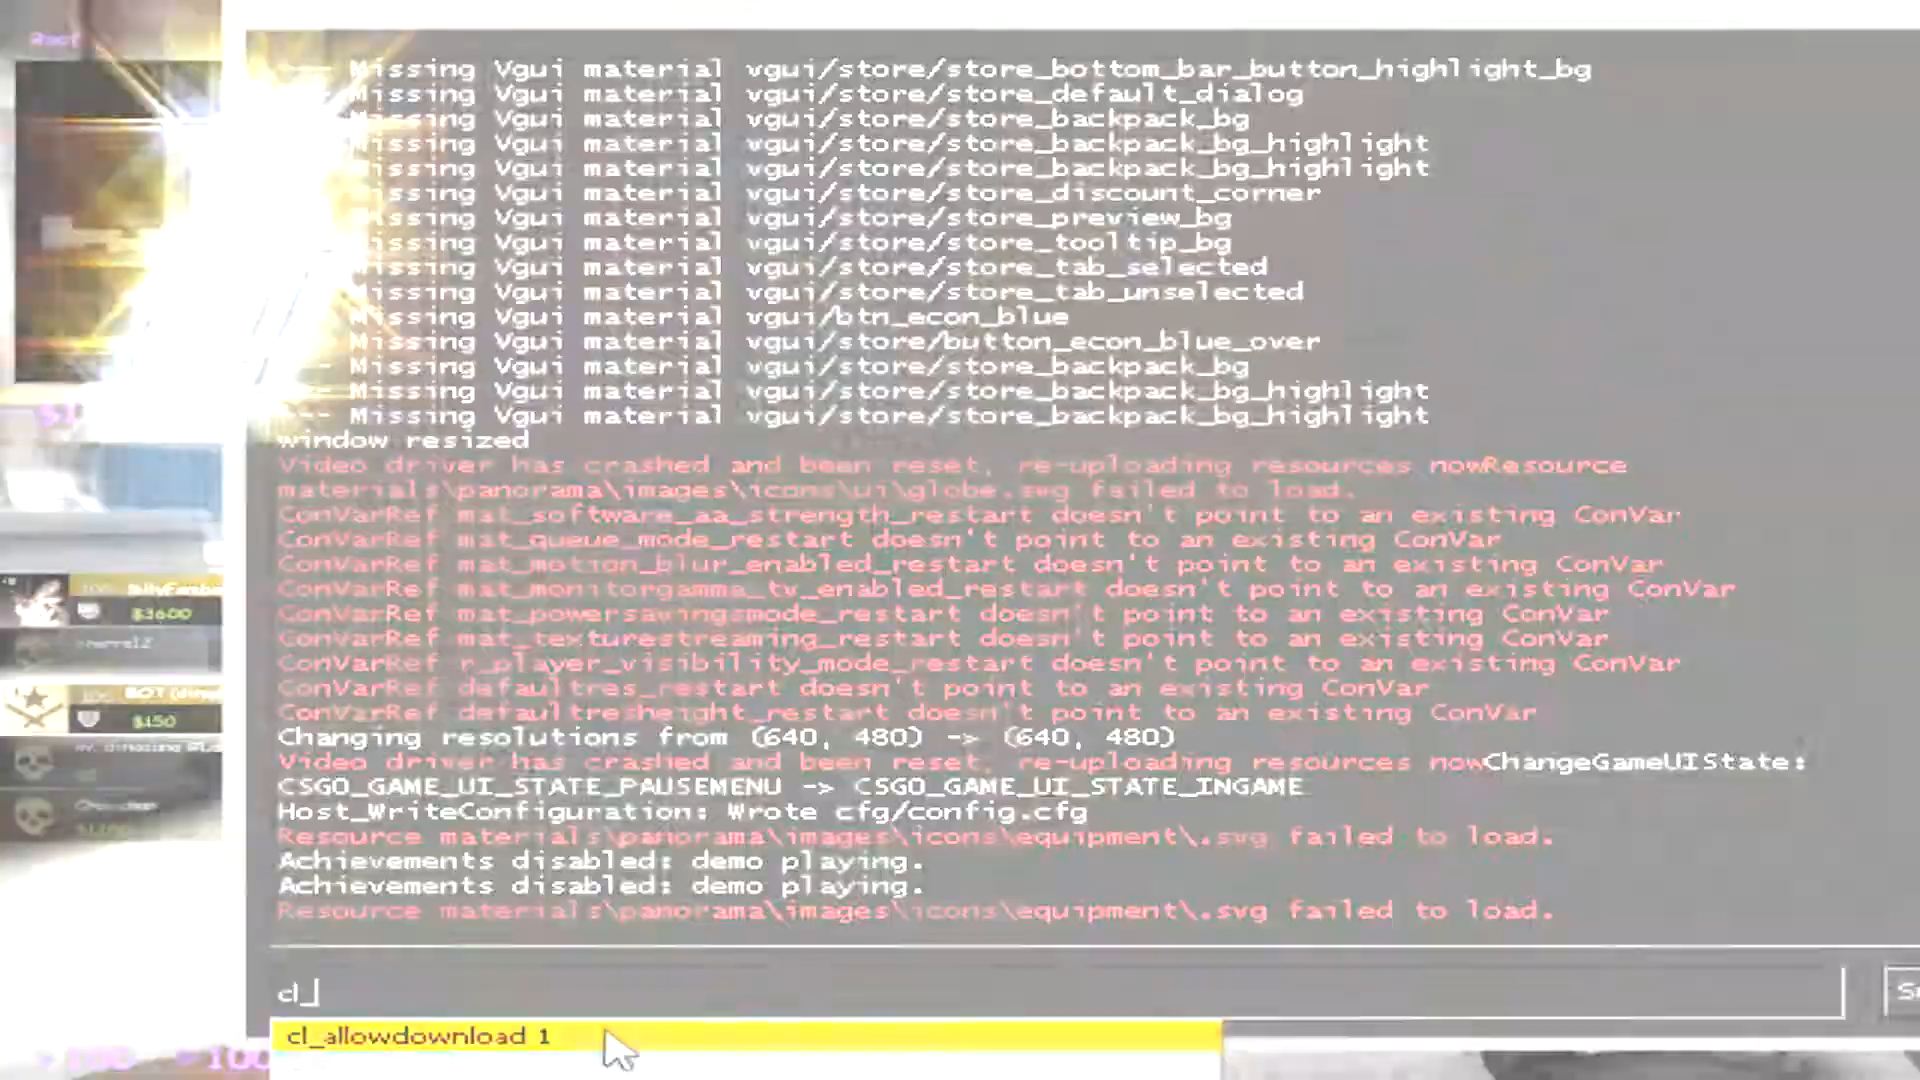 --- Missing Vgui material vgui/store/store_bottom_bar_button_highlight_bg
Missing Vgui material vgui/store/store_default_dialog
Missing Vgui material vgui/store/store_backpack_bg
Missing Vgui material vgui/store/store_backpack_bg_highlight
Missing Vgui material vgui/store/store_backpack_bg_highlight
Missing Vgui material vgui/store/store_discount_corner
Missing Vgui material vgui/store/store_preview_bg
Missing Vgui material vgui/store/store_tooltip_bg
Missing Vgui material vgui/store/store_tab_selected
Missing Vgui material vgui/store/store_tab_unselected
Missing Vgui material vgui/btn_econ_blue
Missing Vgui material vgui/store/button_econ_blue_over
Missing Vgui material vgui/store/store_backpack_bg
Missing Vgui material vgui/store/store_backpack_bg_highlight
--- Missing Vgui material vgui/store/store_backpack_bg_highlight
window resized
Video driver has crashed and been reset, re-uploading resources nowResource
materials\panorama\images\icons\ui\globe.svg failed to load.
ConVarRef mat_software_aa_strength_restart doesn't point to an existing ConVar
ConVarRef mat_queue_mode_restart doesn't point to an existing ConVar
ConVarRef mat_motion_blur_enabled_restart doesn't point to an existing ConVar
ConVarRef mat_monitorgamma_tv_enabled_restart doesn't point to an existing ConVar
ConVarRef mat_powersavingsmode_restart doesn't point to an existing ConVar
ConVarRef mat_texturestreaming_restart doesn't point to an existing ConVar
ConVarRef r_player_visibility_mode_restart doesn't point to an existing ConVar
ConVarRef defaultres_restart doesn't point to an existing ConVar
ConVarRef defaultresheight_restart doesn't point to an existing ConVar
Changing resolutions from (640, 480) -> (640, 480)
Video driver has crashed and been reset, re-uploading resources nowChangeGameUIState:
CSGO_GAME_UI_STATE_PAUSEMENU -> CSGO_GAME_UI_STATE_INGAME
Host_WriteConfiguration: Wrote cfg/config.cfg
Resource materials\panorama\images\icons\equipment\.svg failed to load.
Achievements disabled: demo playing.
Achievements disabled: demo playing.
Resource materials\panorama\images\icons\equipment\.svg failed to load.
cl_
cl_allowdownload 1
$3600
$150